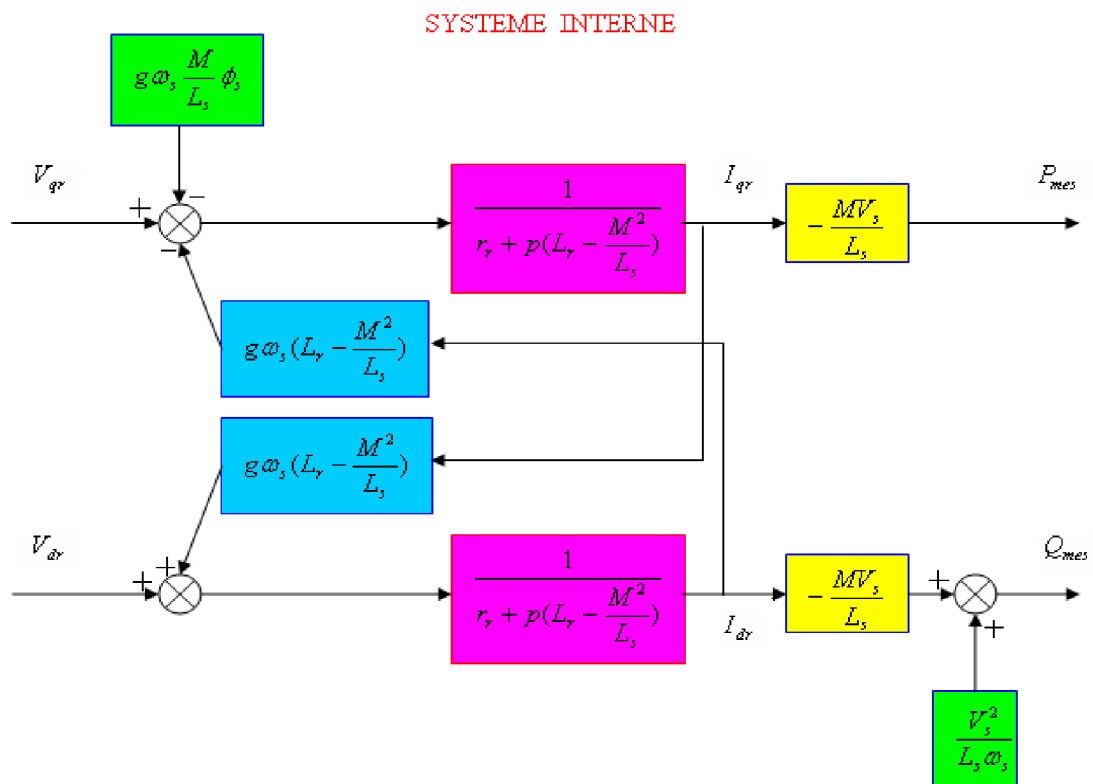 SYSTEME INTERNE
gω_s M/L_s ϕ_s
V_qr
+
−
−
1/(r_r + p(L_r − M²/L_s))
I_qr
− MV_s/L_s
P_mes
gω_s(L_r − M²/L_s)
gω_s(L_r − M²/L_s)
V_dr
+
+
1/(r_r + p(L_r − M²/L_s))
I_dr
− MV_s/L_s
+
+
Q_mes
V_s²/(L_s ω_s)